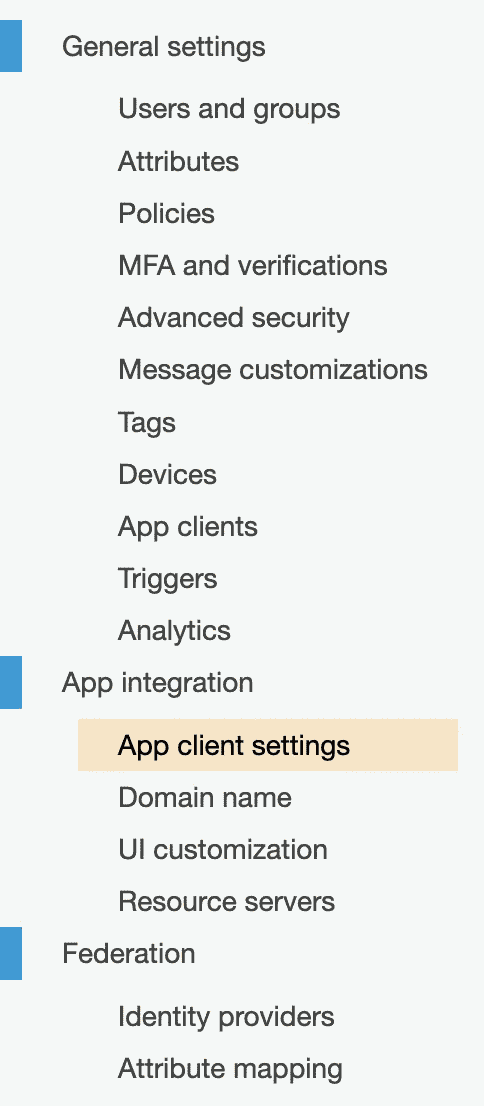 General settings
Users and groups
Attributes
Policies
MFA and verifications
Advanced security
Message customizations
Tags
Devices
App clients
Triggers
Analytics
App integration
App client settings
Domain name
UI customization
Resource servers
Federation
Identity providers
Attribute mapping